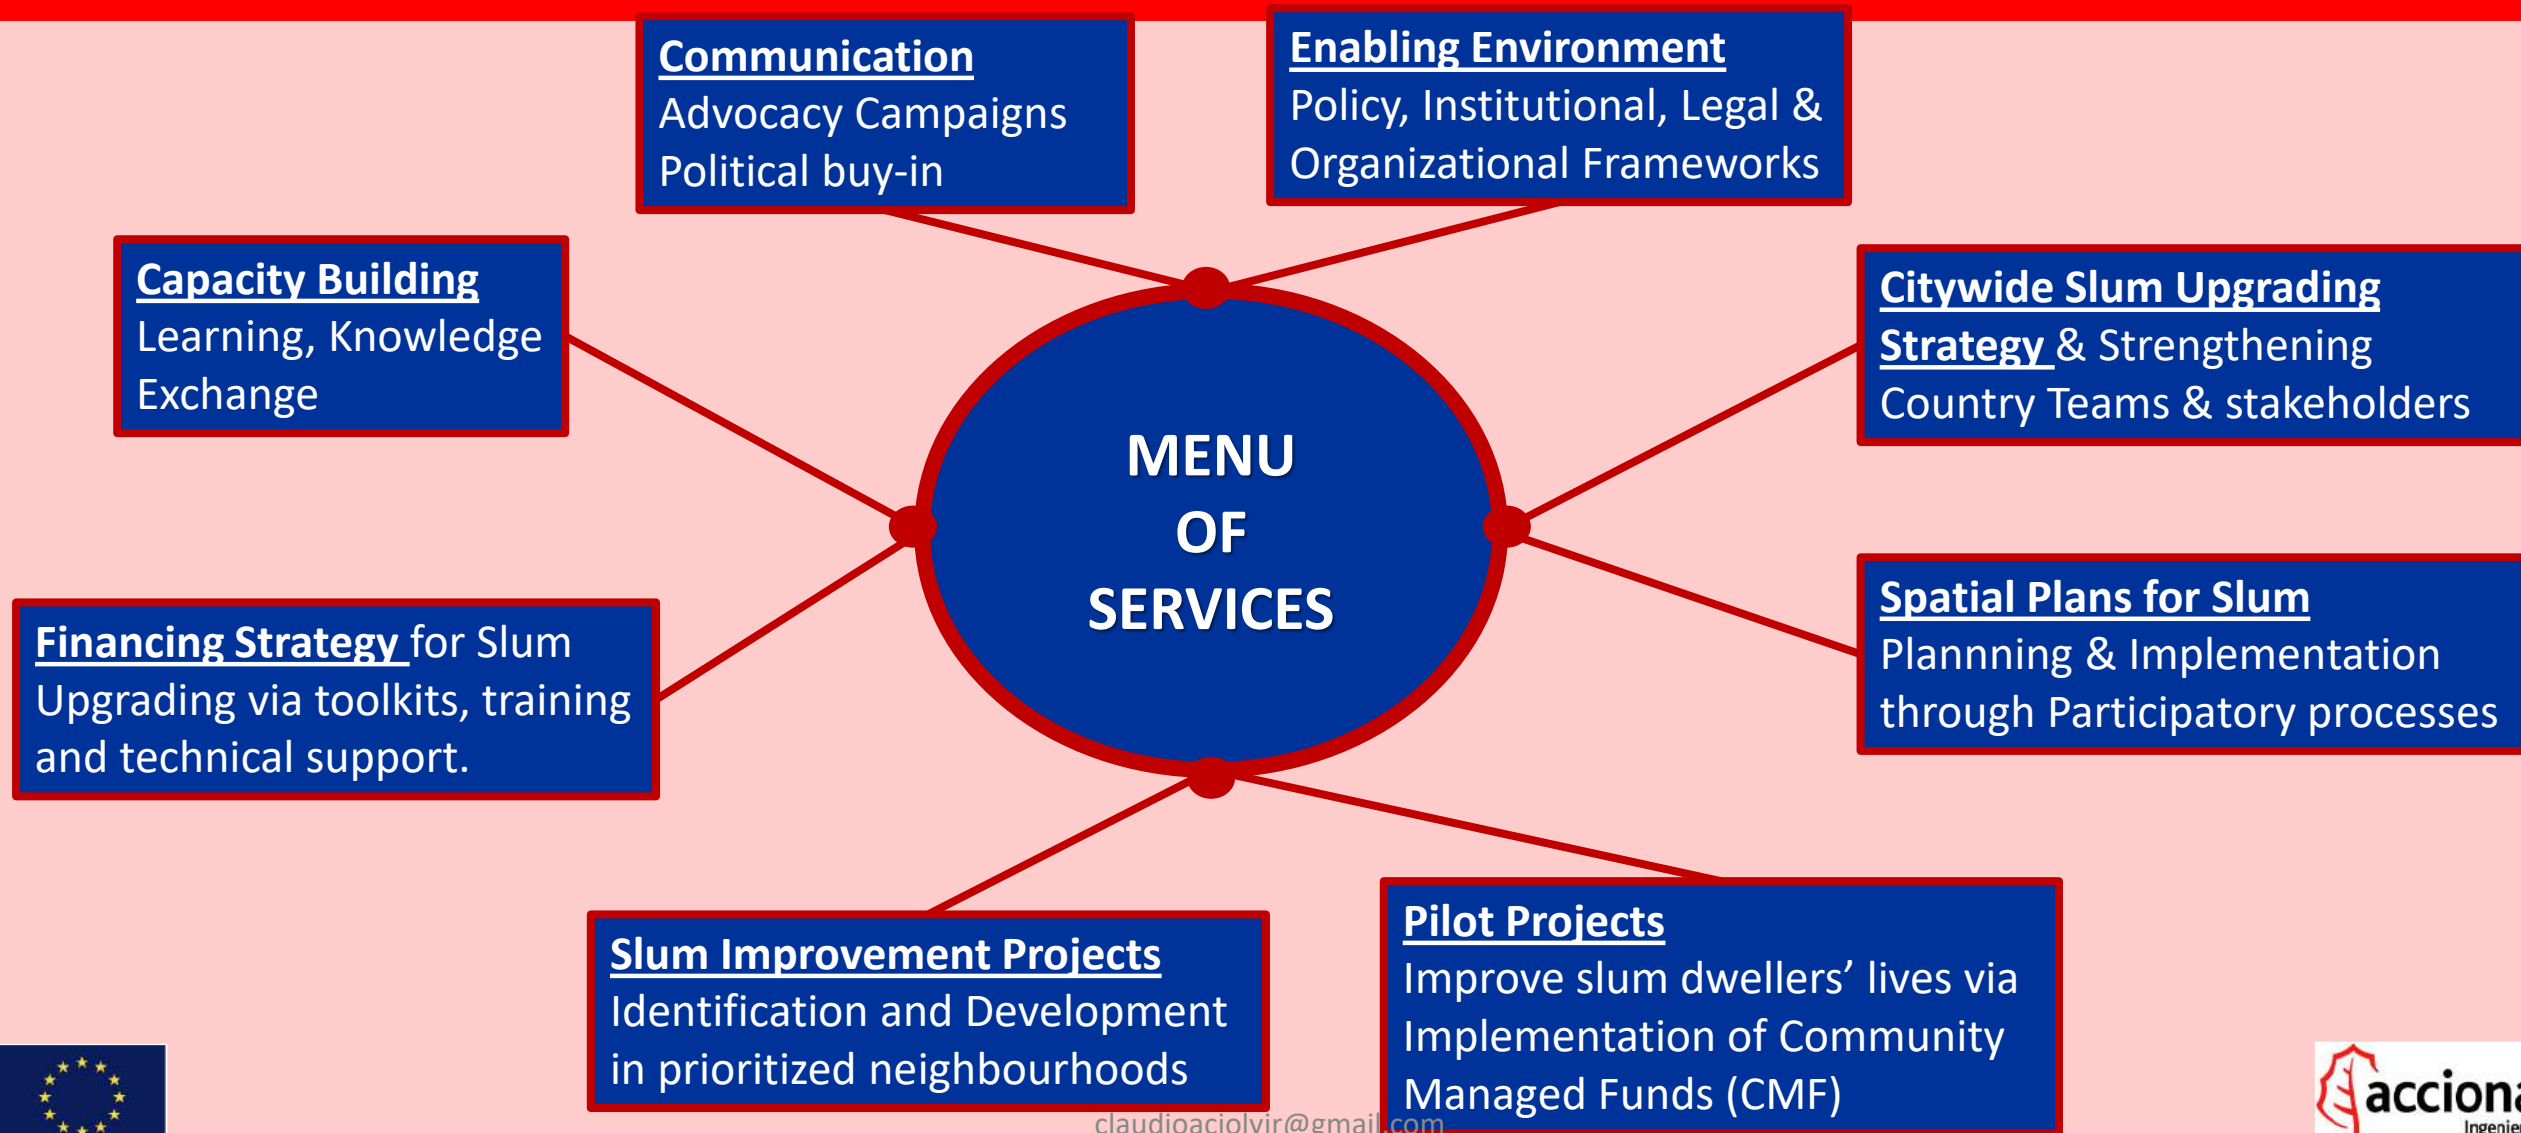 Communication
Advocacy Campaigns
Political buy-in
Enabling Environment
Policy, Institutional, Legal &
Organizational Frameworks
Capacity Building
Learning, Knowledge
Exchange
Citywide Slum Upgrading
Strategy & Strengthening
Country Teams & stakeholders
MENU
OF
SERVICES
Financing Strategy for Slum
Upgrading via toolkits, training
and technical support.
Spatial Plans for Slum
Plannning & Implementation
through Participatory processes
Slum Improvement Projects
Identification and Development
in prioritized neighbourhoods
Pilot Projects
Improve slum dwellers’ lives via
Implementation of Community
Managed Funds (CMF)
claudioaciolyjr@gmail.com
acciona